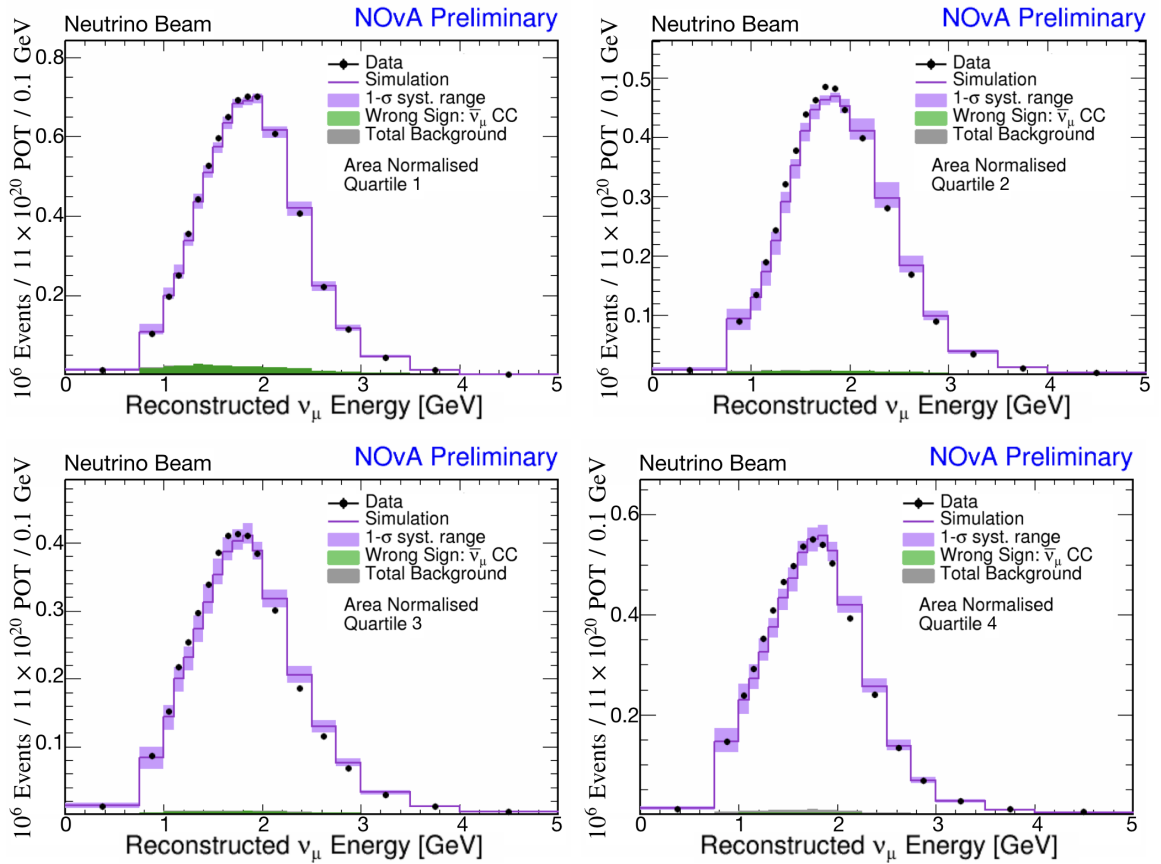 Neutrino Beam NOvA Preliminary
10⁶ Events / 11 × 10²⁰ POT / 0.1 GeV
0.8
0.6
0.4
0.2
Data
Simulation
1-σ syst. range
Wrong Sign: ν̅μ CC
Total Background
Area Normalised
Quartile 1
0 1 2 3 4 5
Reconstructed νμ Energy [GeV]
Neutrino Beam NOvA Preliminary
10⁶ Events / 11 × 10²⁰ POT / 0.1 GeV
0.5
0.4
0.3
0.2
0.1
Data
Simulation
1-σ syst. range
Wrong Sign: ν̅μ CC
Total Background
Area Normalised
Quartile 2
0 1 2 3 4 5
Reconstructed νμ Energy [GeV]
Neutrino Beam NOvA Preliminary
10⁶ Events / 11 × 10²⁰ POT / 0.1 GeV
0.4
0.3
0.2
0.1
Data
Simulation
1-σ syst. range
Wrong Sign: ν̅μ CC
Total Background
Area Normalised
Quartile 3
0 1 2 3 4 5
Reconstructed νμ Energy [GeV]
Neutrino Beam NOvA Preliminary
10⁶ Events / 11 × 10²⁰ POT / 0.1 GeV
0.6
0.4
0.2
Data
Simulation
1-σ syst. range
Wrong Sign: ν̅μ CC
Total Background
Area Normalised
Quartile 4
0 1 2 3 4 5
Reconstructed νμ Energy [GeV]